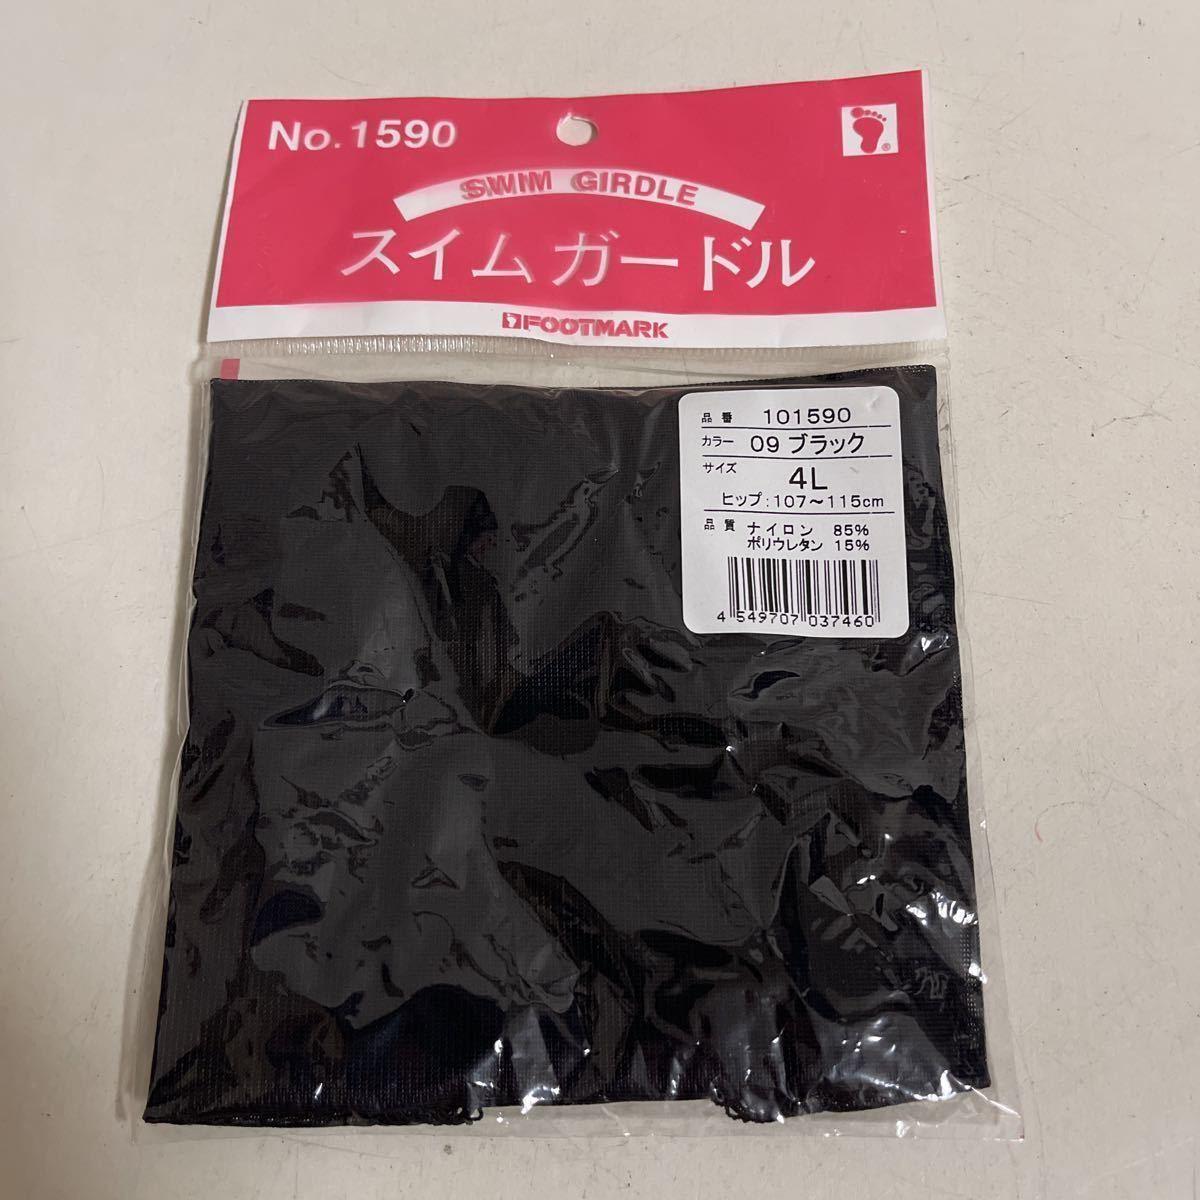 No.1590
SWIM GIRDLE
スイムガードル
FOOTMARK
品番 101590
カラー 09 ブラック
サイズ 4L
ヒップ:107～115cm
品質 ナイロン 85%
ポリウレタン 15%
4 549707 037460